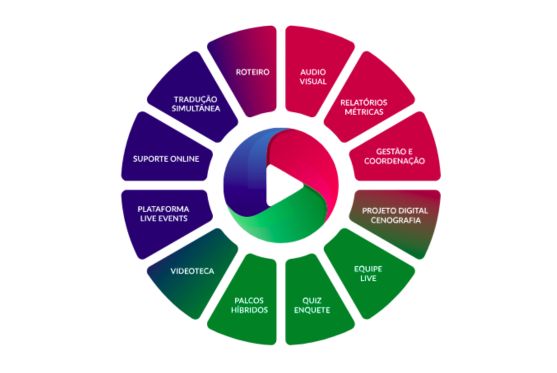 ROTEIRO
AUDIO
VISUAL
RELATÓRIOS
MÉTRICAS
GESTÃO E
COORDENAÇÃO
PROJETO DIGITAL
CENOGRAFIA
EQUIPE
LIVE
QUIZ
ENQUETE
PALCOS
HÍBRIDOS
VIDEOTECA
PLATAFORMA
LIVE EVENTS
SUPORTE ONLINE
TRADUÇÃO
SIMULTÂNEA